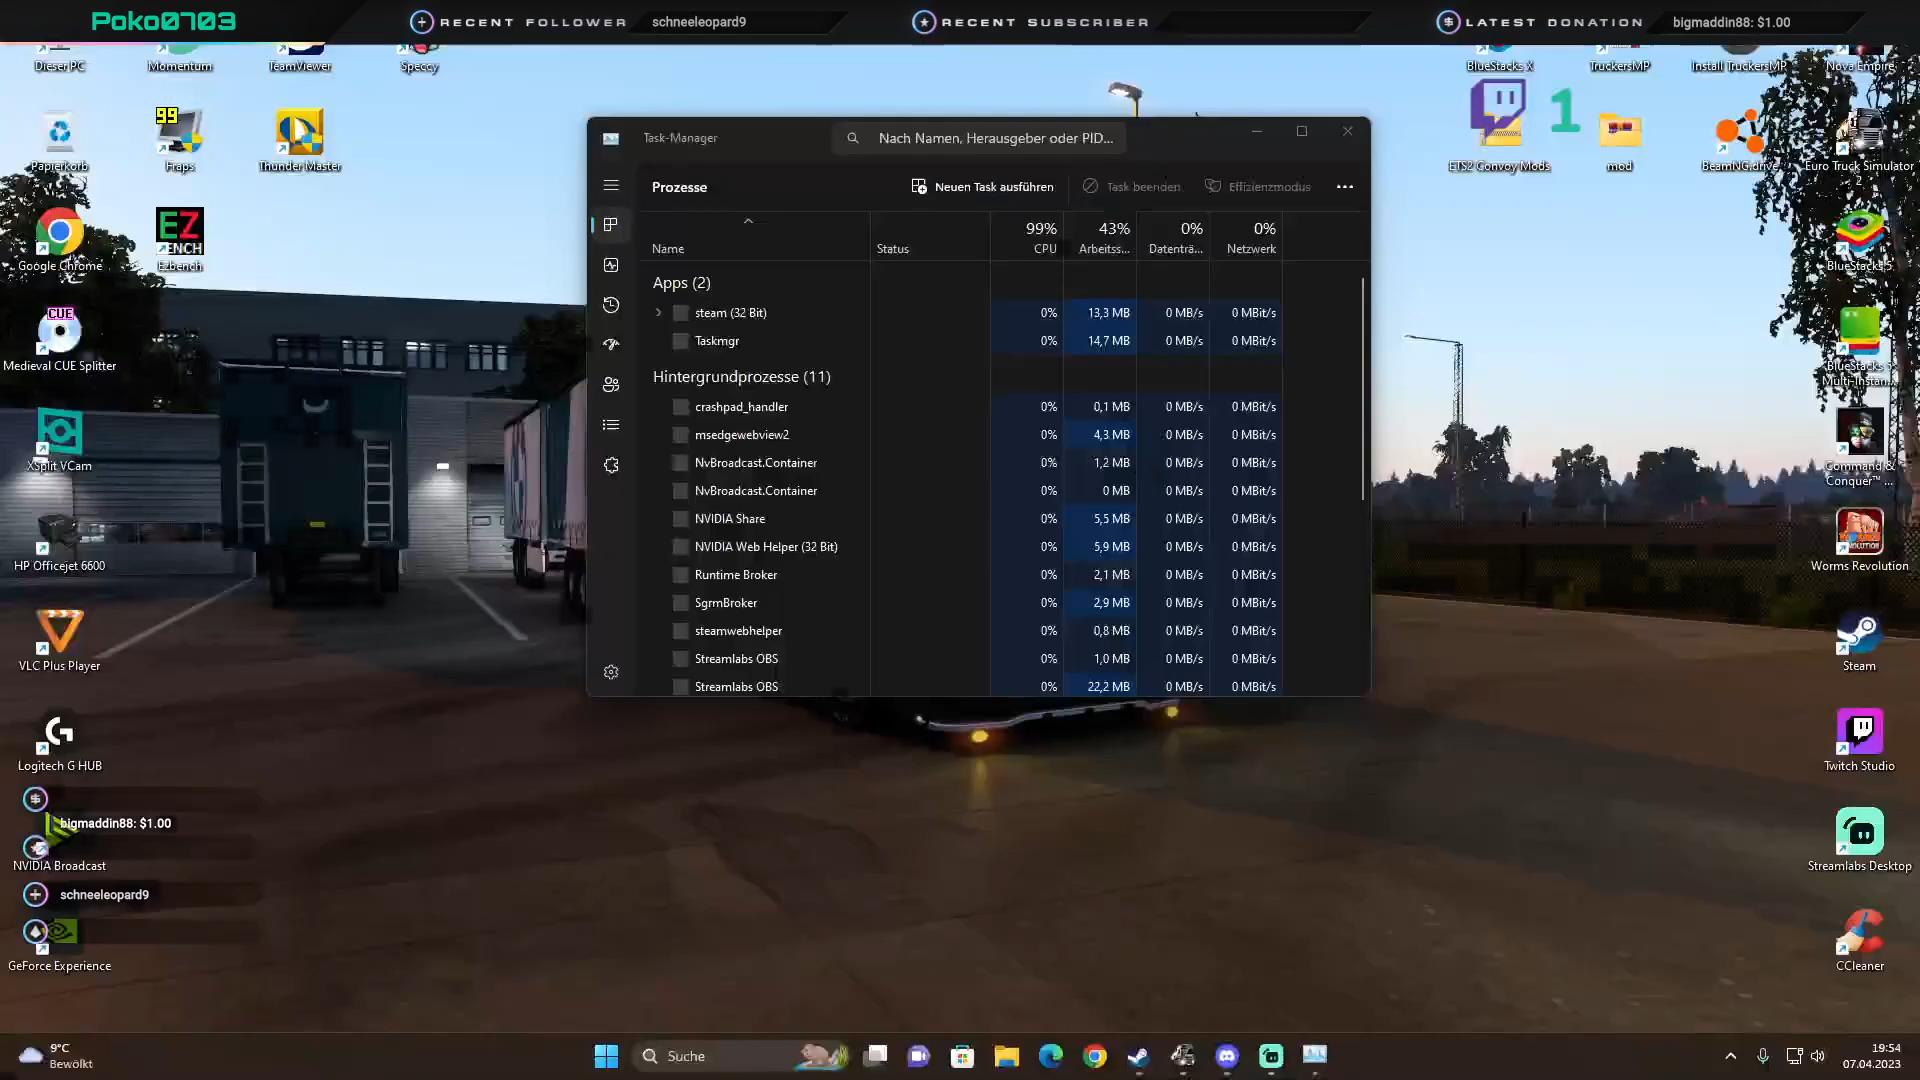 Poko0703
RECENT FOLLOWER
schneeleopard9
RECENT SUBSCRIBER
LATEST DONATION
bigmaddin88: $1.00
Dieser PC
Momentum
TeamViewer
Speccy
BlueStacks X
TruckersMP
Install TruckersMP
Nova Empire
99
1
Papierkorb
Fraps
Thunder Master
ETS2 Convoy Mods
mod
BeamNG.drive
Euro Truck Simulator
2
Task-Manager
Nach Namen, Herausgeber oder PID...
Prozesse
Neuen Task ausführen
Task beenden
Effizienzmodus
Name
Status
99%
CPU
43%
Arbeitss...
0%
Datenträ...
0%
Netzwerk
Apps (2)
steam (32 Bit) 0% 13,3 MB 0 MB/s 0 MBit/s
Taskmgr 0% 14,7 MB 0 MB/s 0 MBit/s
Hintergrundprozesse (11)
crashpad_handler 0% 0,1 MB 0 MB/s 0 MBit/s
msedgewebview2 0% 4,3 MB 0 MB/s 0 MBit/s
NvBroadcast.Container 0% 1,2 MB 0 MB/s 0 MBit/s
NvBroadcast.Container 0% 0 MB 0 MB/s 0 MBit/s
NVIDIA Share 0% 5,5 MB 0 MB/s 0 MBit/s
NVIDIA Web Helper (32 Bit) 0% 5,9 MB 0 MB/s 0 MBit/s
Runtime Broker 0% 2,1 MB 0 MB/s 0 MBit/s
SgrmBroker 0% 2,9 MB 0 MB/s 0 MBit/s
steamwebhelper 0% 0,8 MB 0 MB/s 0 MBit/s
Streamlabs OBS 0% 1,0 MB 0 MB/s 0 MBit/s
Streamlabs OBS 0% 22,2 MB 0 MB/s 0 MBit/s
EZ
ENCH
Google Chrome
Ezbench
BlueStacks 5
CUE
Medieval CUE Splitter
BlueStacks 5
Multi-Instan...
XSplit VCam
Command &
Conquer™ ...
HP Officejet 6600
Worms Revolution
VLC Plus Player
Steam
Logitech G HUB
Twitch Studio
bigmaddin88: $1.00
NVIDIA Broadcast
Streamlabs Desktop
schneeleopard9
GeForce Experience
CCleaner
9°C
Bewölkt
Suche
19:54
07.04.2023